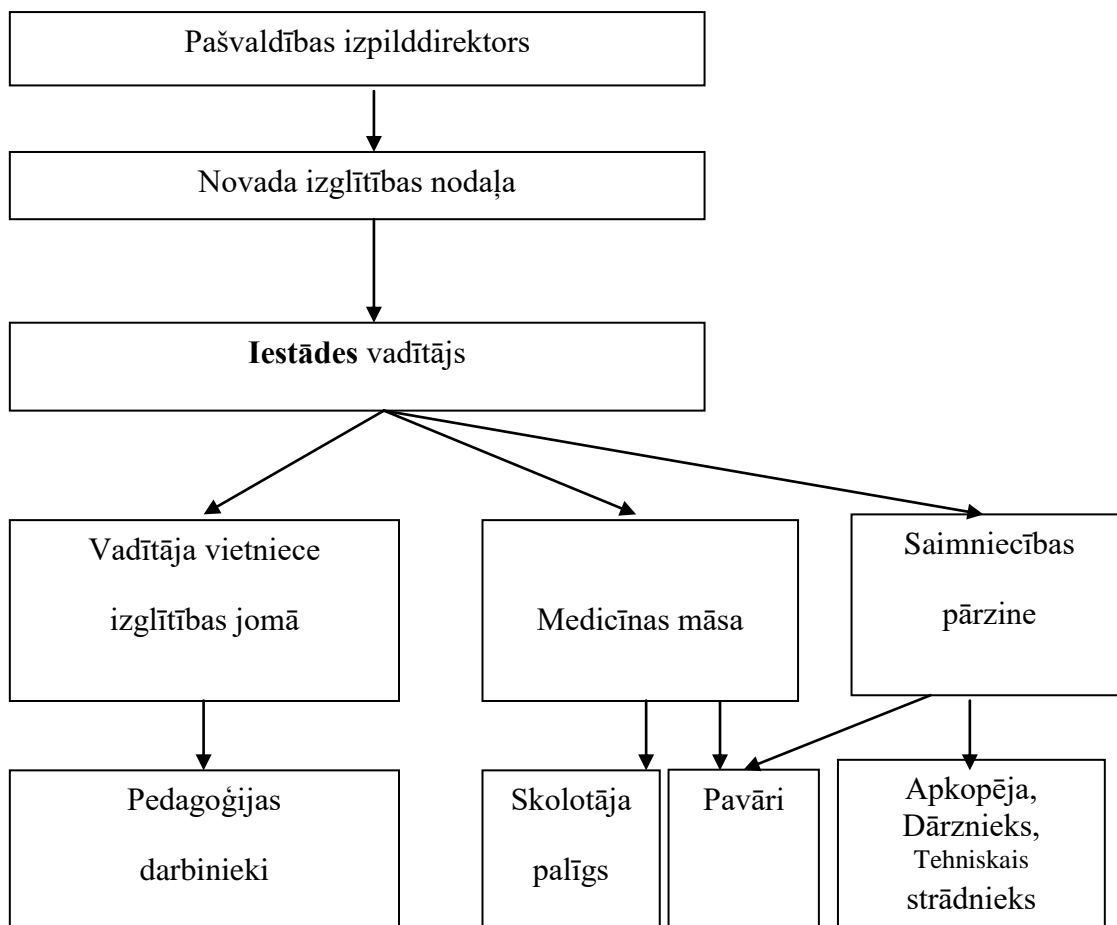 Pašvaldības izpilddirektors
Novada izglītības nodaļa
Iestādes vadītājs
Vadītāja vietniece
izglītības jomā
Medicīnas māsa
Saimniecības
pārzine
Pedagoģijas
darbinieki
Skolotāja
palīgs
Pavāri
Apkopēja,
Dārznieks,
Tehniskais
strādnieks